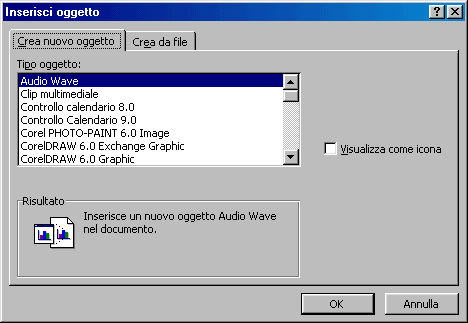 Inserisci oggetto
Crea nuovo oggetto
Crea da file
Tipo oggetto:
Audio Wave
Clip multimediale
Controllo calendario 8.0
Controllo Calendario 9.0
Corel PHOTO-PAINT 6.0 Image
CorelDRAW 6.0 Exchange Graphic
CorelDRAW 6.0 Graphic
Visualizza come icona
Risultato
Inserisce un nuovo oggetto Audio Wave
nel documento.
OK
Annulla